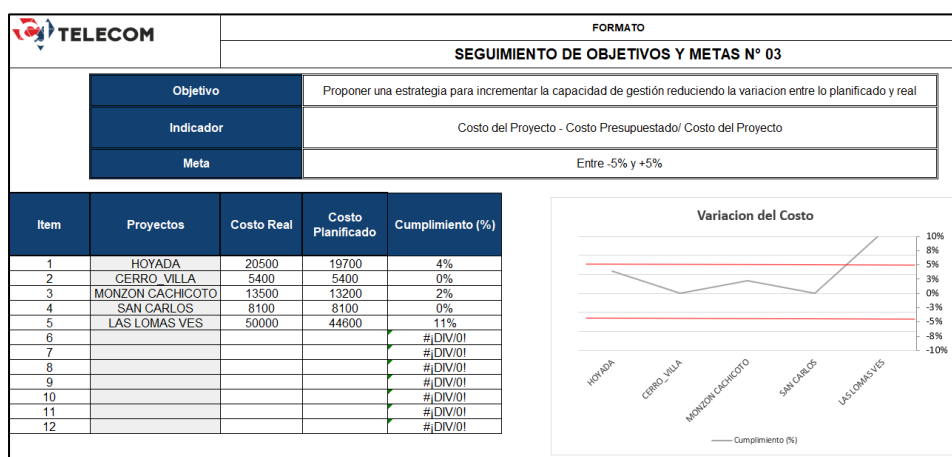 TELECOM
FORMATO
SEGUIMIENTO DE OBJETIVOS Y METAS N° 03
Objetivo
Proponer una estrategia para incrementar la capacidad de gestión reduciendo la variacion entre lo planificado y real
Indicador
Costo del Proyecto - Costo Presupuestado/ Costo del Proyecto
Meta
Entre -5% y +5%
Item Proyectos Costo Real Costo Planificado Cumplimiento (%)
1 HOYADA 20500 19700 4%
2 CERRO_VILLA 5400 5400 0%
3 MONZON CACHICOTO 13500 13200 2%
4 SAN CARLOS 8100 8100 0%
5 LAS LOMAS VES 50000 44600 11%
6 #¡DIV/0!
7 #¡DIV/0!
8 #¡DIV/0!
9 #¡DIV/0!
10 #¡DIV/0!
11 #¡DIV/0!
12 #¡DIV/0!
Variacion del Costo
10%
8%
5%
3%
0%
-3%
-5%
-8%
-10%
HOYADA
CERRO_VILLA
MONZON CACHICOTO
SAN CARLOS
LAS LOMAS VES
Cumplimiento (%)